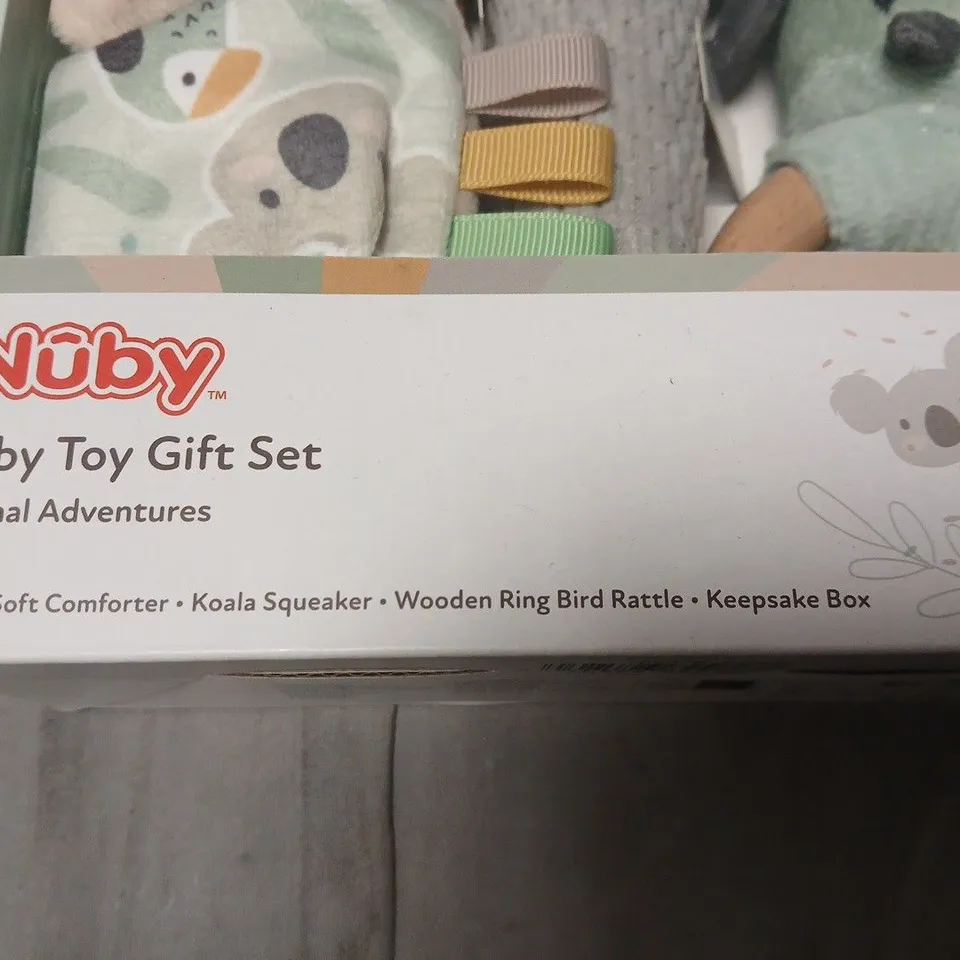 Nûby™
by Toy Gift Set
al Adventures
Soft Comforter • Koala Squeaker • Wooden Ring Bird Rattle • Keepsake Box